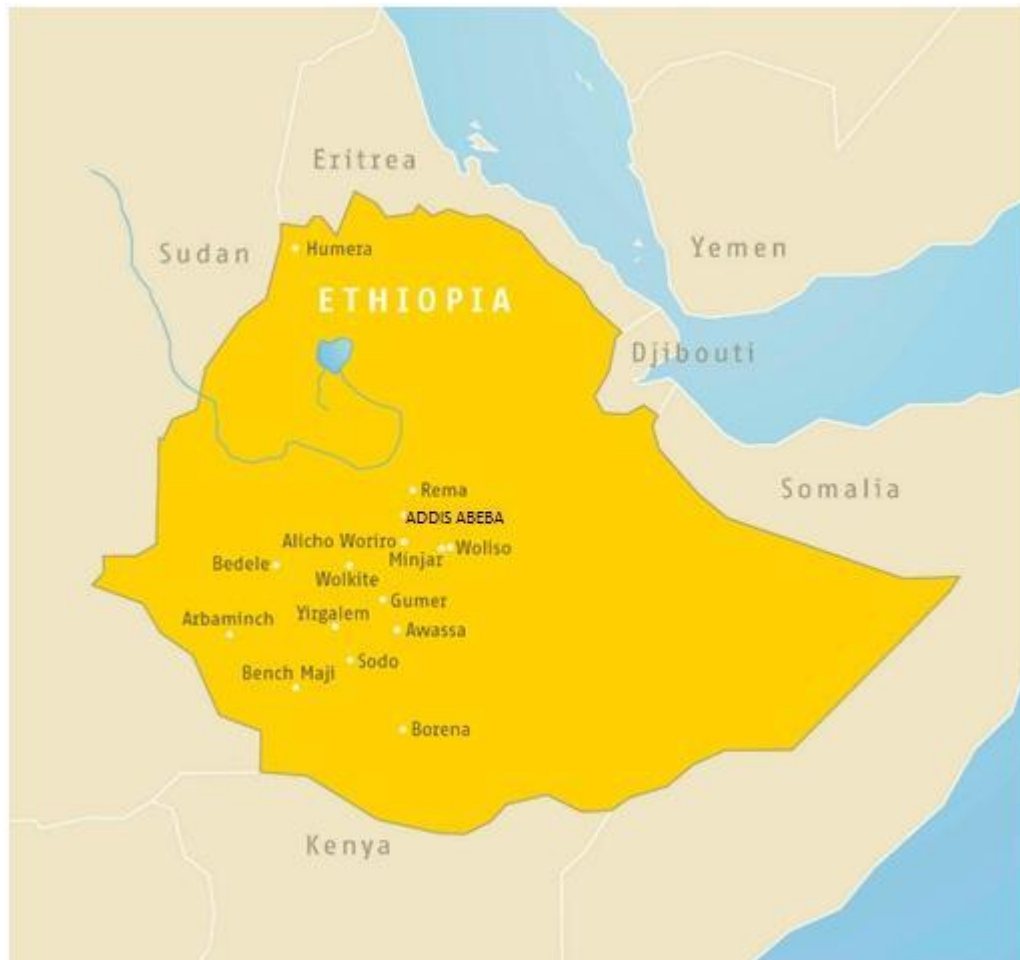 Eritrea
Sudan
Humera
Yemen
ETHIOPIA
Djibouti
Rema
Somalia
ADDIS ABEBA
Alicho Woriro
Woliso
Minjar
Bedele
Wolkite
Gumer
Yirgalem
Arbaminch
Awassa
Sodo
Bench Maji
Borena
Kenya